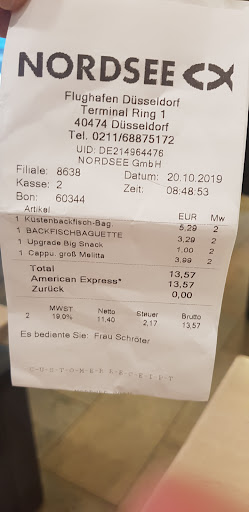 NORDSEE
Flughafen Düsseldorf
Terminal Ring 1
40474 Düsseldorf
Tel. 0211/68875172
UID: DE214964476
NORDSEE GmbH
Filiale: 8638 Datum: 20.10.2019
Kasse: 2 Zeit: 08:48:53
Bon: 60344
Artikel EUR Mw
1 Küstenbackfisch-Bag. 5,29 2
1 BACKFISCHBAGUETTE 3,29 2
1 Upgrade Big Snack 1,00 2
1 Cappu. groß Melitta 3,99 2
Total 13,57
American Express* 13,57
Zurück 0,00
MWST Netto Steuer Brutto
2 19,0% 11,40 2,17 13,57
Es bediente Sie: Frau Schröter
C-U-S-T-O-M-E-R-R-E-C-E-I-P-T